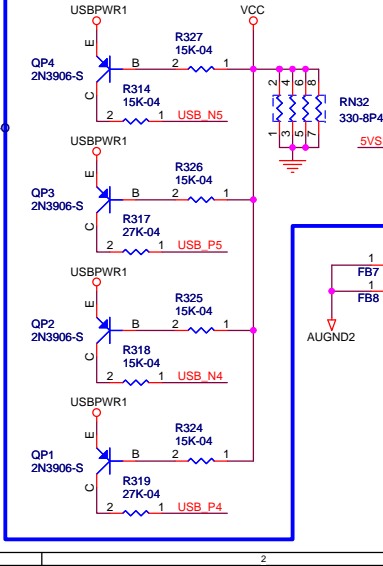 USBPWR1 VCC
R327
15K-04
QP4
2N3906-S
E
B
C
2 1
R314
15K-04
2 1 USB_N5
2 4 6 8
RN32
330-8P4
1 3 5 7
5VS
USBPWR1
R326
15K-04
QP3
2N3906-S
E
B
C
2 1
R317
27K-04
2 1 USB_P5
USBPWR1
R325
15K-04
QP2
2N3906-S
E
B
C
2 1
R318
15K-04
2 1 USB_N4
1
FB7
1
FB8
AUGND2
USBPWR1
R324
15K-04
QP1
2N3906-S
E
B
C
2 1
R319
27K-04
2 1 USB_P4
2